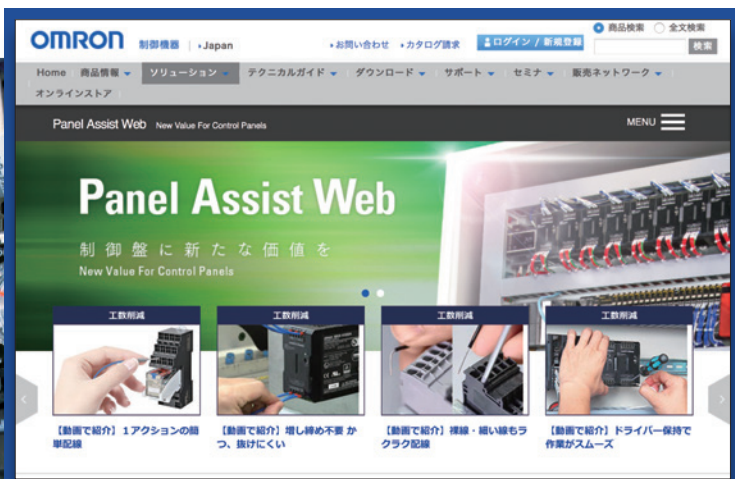 商品検索 全文検索
OMRON 制御機器 Japan お問い合わせ カタログ請求 ログイン / 新規登録 検索
Home 商品情報 ソリューション テクニカルガイド ダウンロード サポート セミナ 販売ネットワーク
オンラインストア
Panel Assist Web New Value For Control Panels MENU
Panel Assist Web
制御盤に新たな価値を
New Value For Control Panels
工数削減 工数削減 工数削減 工数削減
【動画で紹介】1アクションの簡
単配線
【動画で紹介】増し締め不要 か
つ、抜けにくい
【動画で紹介】裸線・細い線もラ
クラク配線
【動画で紹介】ドライバー保持で
作業がスムーズ